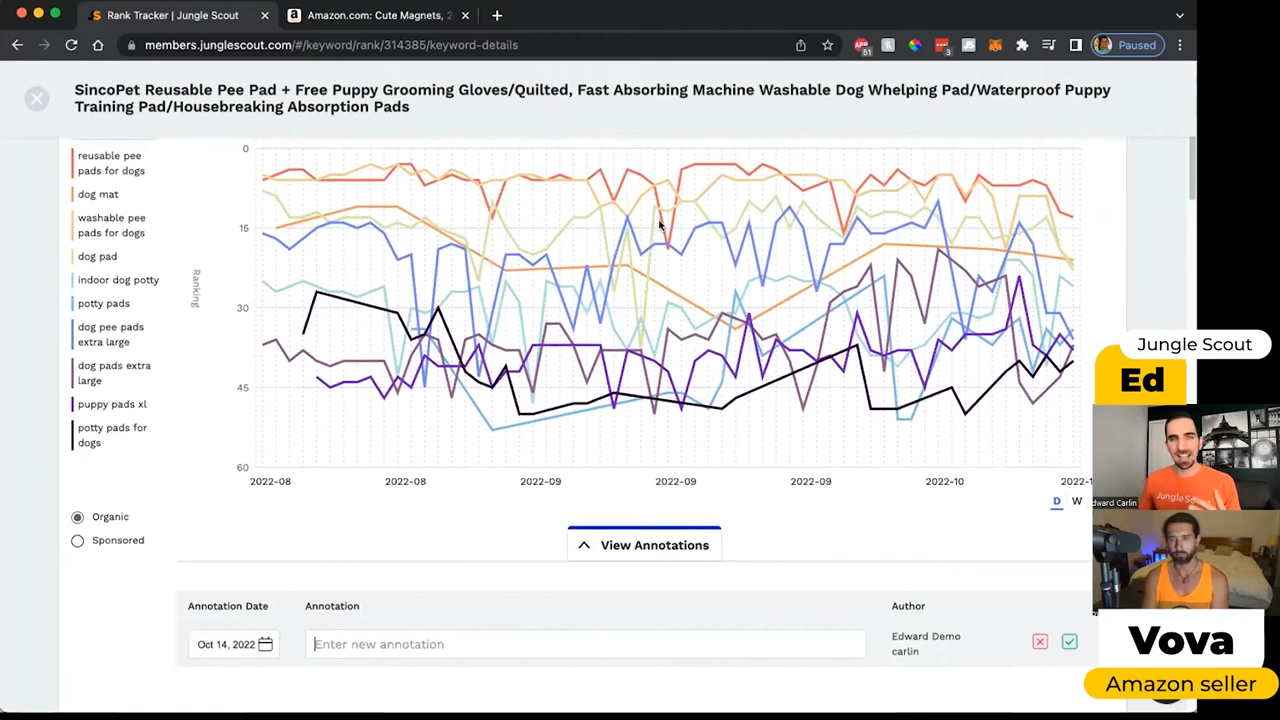 Rank Tracker | Jungle Scout
Amazon.com: Cute Magnets, 2
members.junglescout.com/#/keyword/rank/314385/keyword-details
51
3
Paused
SincoPet Reusable Pee Pad + Free Puppy Grooming Gloves/Quilted, Fast Absorbing Machine Washable Dog Whelping Pad/Waterproof Puppy
Training Pad/Housebreaking Absorption Pads
reusable pee
pads for dogs
dog mat
washable pee
pads for dogs
dog pad
indoor dog potty
potty pads
dog pee pads
extra large
dog pads extra
large
puppy pads xl
potty pads for
dogs
Organic
Sponsored
Ranking
0
15
30
45
60
2022-08
2022-08
2022-09
2022-09
2022-09
2022-10
2022-1
D W
View Annotations
Annotation Date
Annotation
Author
Oct 14, 2022
Enter new annotation
Edward Demo
carlin
Jungle Scout
Ed
JungleScout
dward Carlin
Vova
Amazon seller